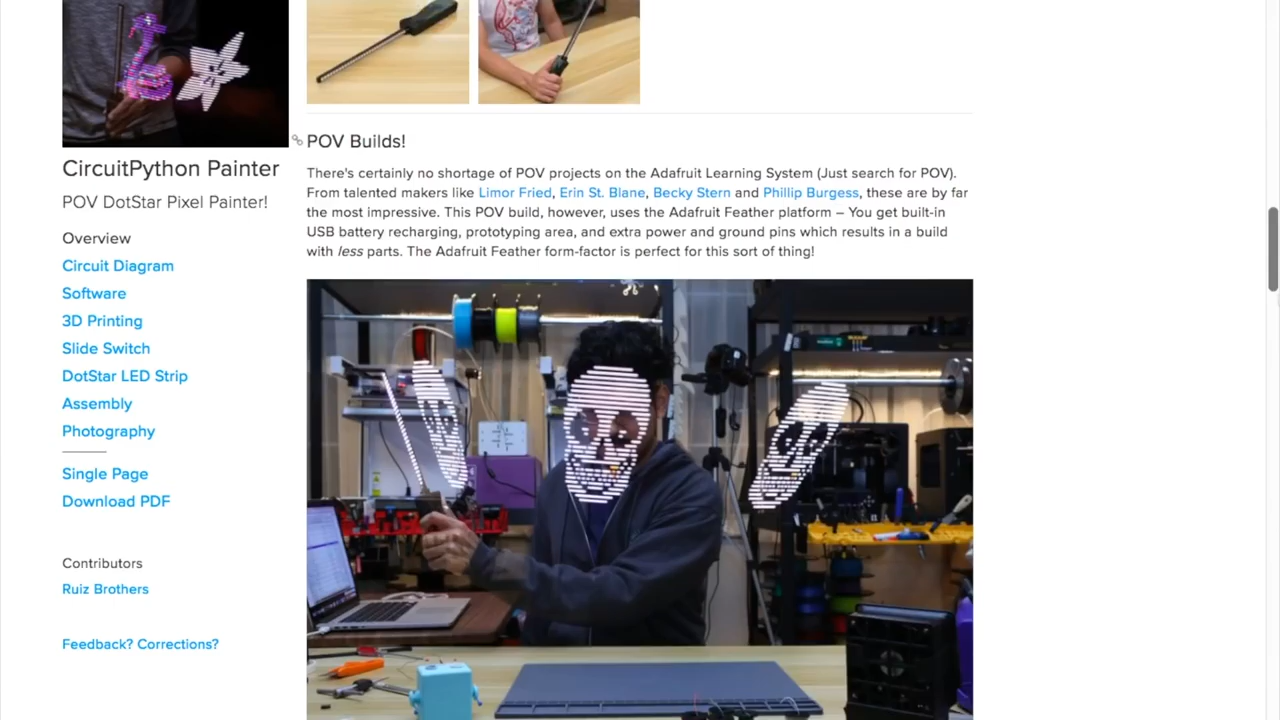 CircuitPython Painter
POV DotStar Pixel Painter!
Overview
Circuit Diagram
Software
3D Printing
Slide Switch
DotStar LED Strip
Assembly
Photography
Single Page
Download PDF
Contributors
Ruiz Brothers
Feedback? Corrections?
POV Builds!
There's certainly no shortage of POV projects on the Adafruit Learning System (Just search for POV).
From talented makers like Limor Fried, Erin St. Blane, Becky Stern and Phillip Burgess, these are by far
the most impressive. This POV build, however, uses the Adafruit Feather platform – You get built-in
USB battery recharging, prototyping area, and extra power and ground pins which results in a build
with less parts. The Adafruit Feather form-factor is perfect for this sort of thing!